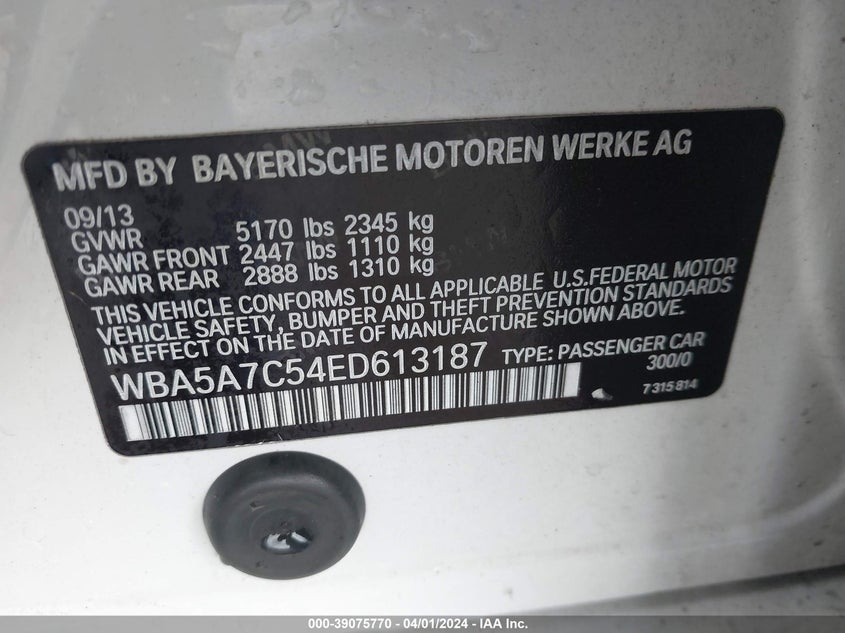 MFD BY BAYERISCHE MOTOREN WERKE AG
09/13
GVWR 5170 lbs 2345 kg
GAWR FRONT 2447 lbs 1110 kg
GAWR REAR 2888 lbs 1310 kg
THIS VEHICLE CONFORMS TO ALL APPLICABLE U.S.FEDERAL MOTOR
VEHICLE SAFETY, BUMPER AND THEFT PREVENTION STANDARDS
IN EFFECT ON THE DATE OF MANUFACTURE SHOWN ABOVE.
WBA5A7C54ED613187 TYPE: PASSENGER CAR
300/0
7 315 814
000-39075770 - 04/01/2024 - IAA Inc.